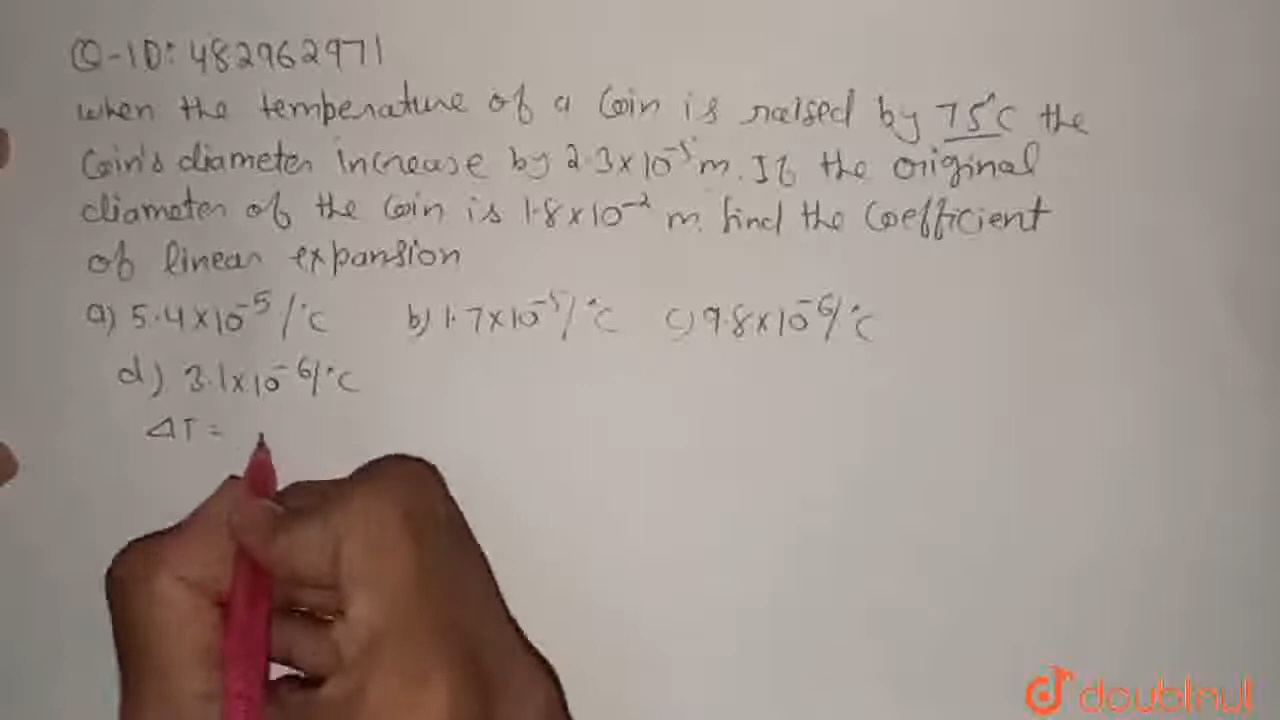 Q-ID: 482962971
when the temperature of a coin is raised by 75°C the
coin's diameter increase by 2.3×10⁻⁵m. If the original
diameter of the coin is 1.8×10⁻² m. find the coefficient
of linear expansion
a) 5.4×10⁻⁵/°C b) 1.7×10⁻⁵/°C c) 9.8×10⁻⁶/°C
d) 3.1×10⁻⁶/°C
ΔT =
doubtnut